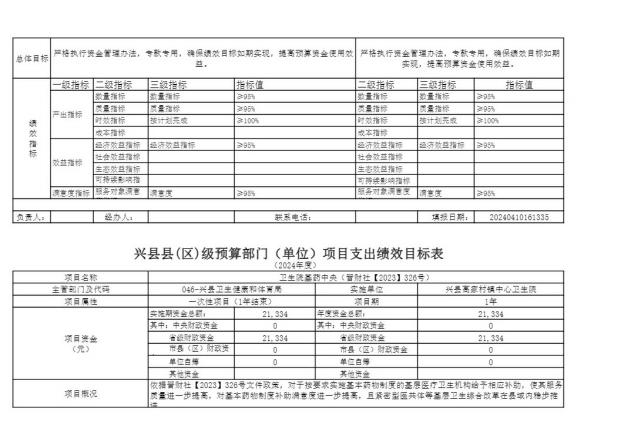 总体目标 严格执行资金管理办法，专款专用，确保绩效目标如期实现，提高预算资金使用效益。 严格执行资金管理办法，专款专用，确保绩效目标如期实现，提高预算资金使用效益。
绩效指标 一级指标 二级指标 三级指标 指标值 二级指标 三级指标 指标值
产出指标 数量指标 数量指标 ≥95% 数量指标 数量指标 ≥95%
质量指标 质量指标 ≥95% 质量指标 质量指标 ≥95%
时效指标 按计划完成 ≥100% 时效指标 按计划完成 ≥100%
成本指标 成本指标
效益指标 经济效益指标 经济效益指标 ≥95% 经济效益指标 经济效益指标 ≥95%
社会效益指标 社会效益指标
生态效益指标 生态效益指标
可持续影响指 可持续影响指
满意度指标 服务对象满意 满意度 ≥95% 服务对象满意 满意度 ≥95%
负责人： 经办人： 联系电话： 填报日期： 20240410161335
兴县县(区)级预算部门（单位）项目支出绩效目标表
（2024年度）
项目名称 卫生院基药中央（晋财社【2023】326号）
主管部门及代码 046-兴县卫生健康和体育局 实施单位 兴县高家村镇中心卫生院
项目属性 一次性项目（1年结束） 项目期 1年
项目资金（元） 实施期资金总额： 21,334 年度资金总额： 21,334
其中：中央财政资金 0 其中：中央财政资金 0
省级财政资金 21,334 省级财政资金 21,334
市县（区）财政资 0 市县（区）财政资金 0
单位自筹 0 单位自筹 0
其他资金 其他资金
项目概况 依据晋财社【2023】326号文件政策，对于按要求实施基本药物制度的基层医疗卫生机构给予相应补助，使其服务
质量进一步提高，对基本药物制度补助满意度进一步提高，且紧密型医共体等基层卫生综合改革在县域内稳步推